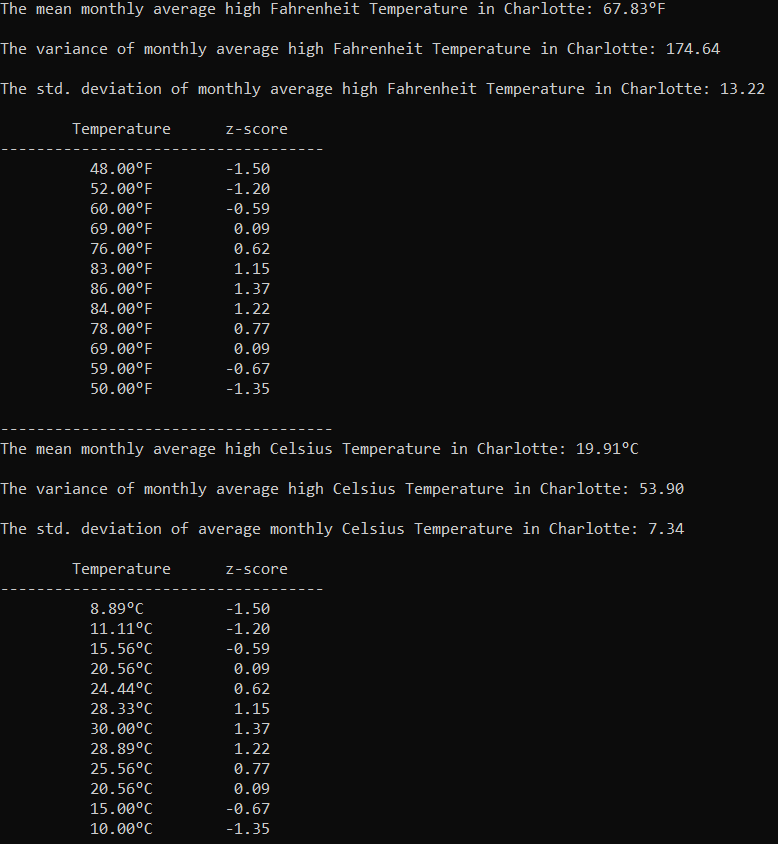 The mean monthly average high Fahrenheit Temperature in Charlotte: 67.83°F
The variance of monthly average high Fahrenheit Temperature in Charlotte: 174.64
The std. deviation of monthly average high Fahrenheit Temperature in Charlotte: 13.22
Temperature z-score
------------------------------------
48.00°F -1.50
52.00°F -1.20
60.00°F -0.59
69.00°F 0.09
76.00°F 0.62
83.00°F 1.15
86.00°F 1.37
84.00°F 1.22
78.00°F 0.77
69.00°F 0.09
59.00°F -0.67
50.00°F -1.35
-------------------------------------
The mean monthly average high Celsius Temperature in Charlotte: 19.91°C
The variance of monthly average high Celsius Temperature in Charlotte: 53.90
The std. deviation of average monthly Celsius Temperature in Charlotte: 7.34
Temperature z-score
------------------------------------
8.89°C -1.50
11.11°C -1.20
15.56°C -0.59
20.56°C 0.09
24.44°C 0.62
28.33°C 1.15
30.00°C 1.37
28.89°C 1.22
25.56°C 0.77
20.56°C 0.09
15.00°C -0.67
10.00°C -1.35